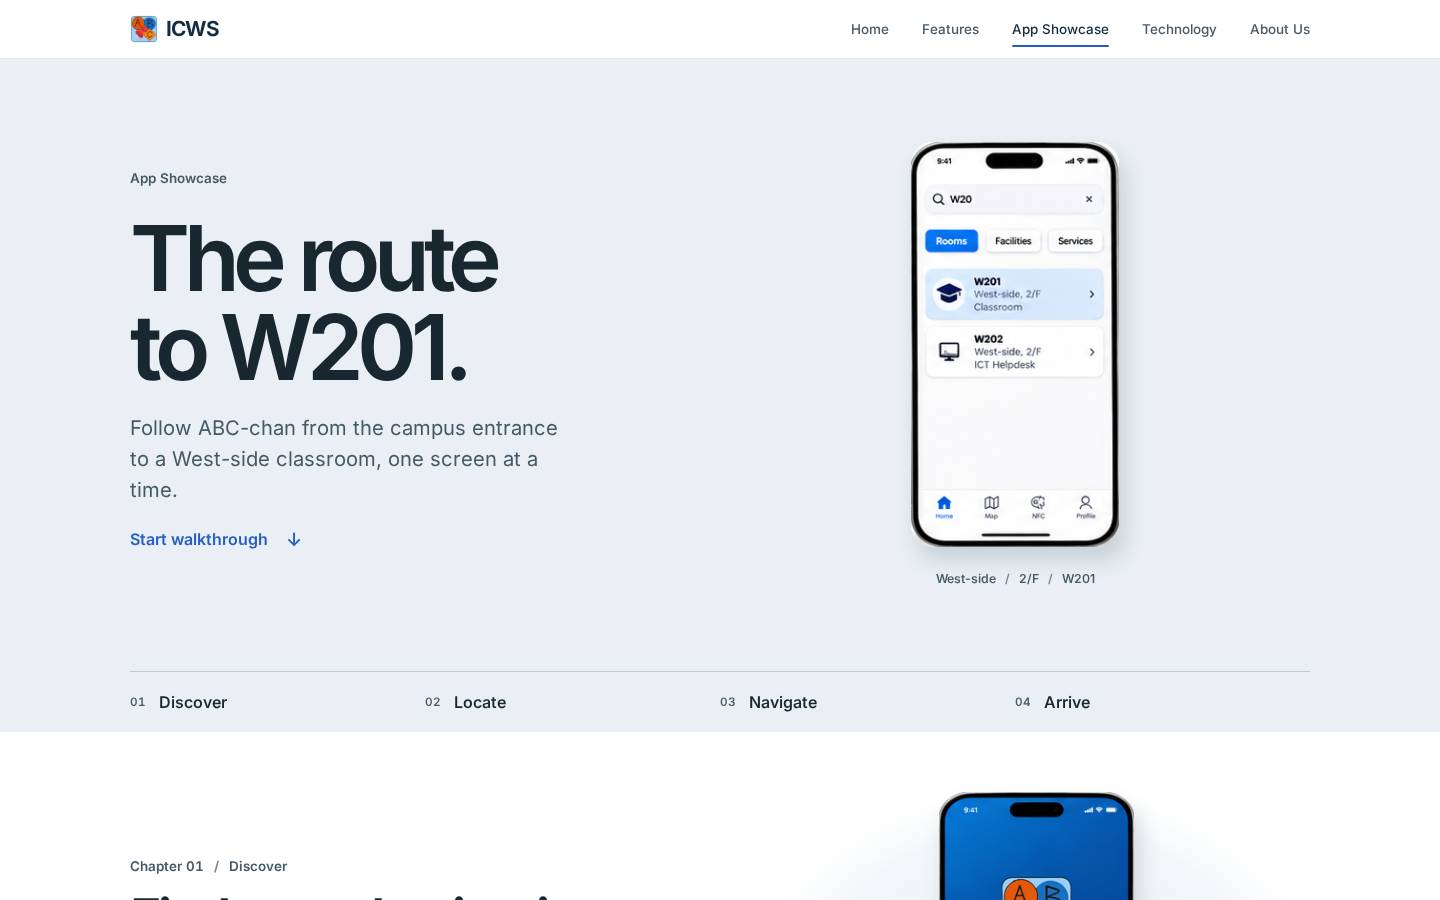 ICWS
Home Features App Showcase Technology About Us
App Showcase
The route
to W201.
Follow ABC-chan from the campus entrance
to a West-side classroom, one screen at a
time.
Start walkthrough
9:41
W20
Rooms Facilities Services
W201
West-side, 2/F
Classroom
W202
West-side, 2/F
ICT Helpdesk
Home Map NFC Profile
West-side / 2/F / W201
01 Discover
02 Locate
03 Navigate
04 Arrive
Chapter 01 / Discover
9:41
A B